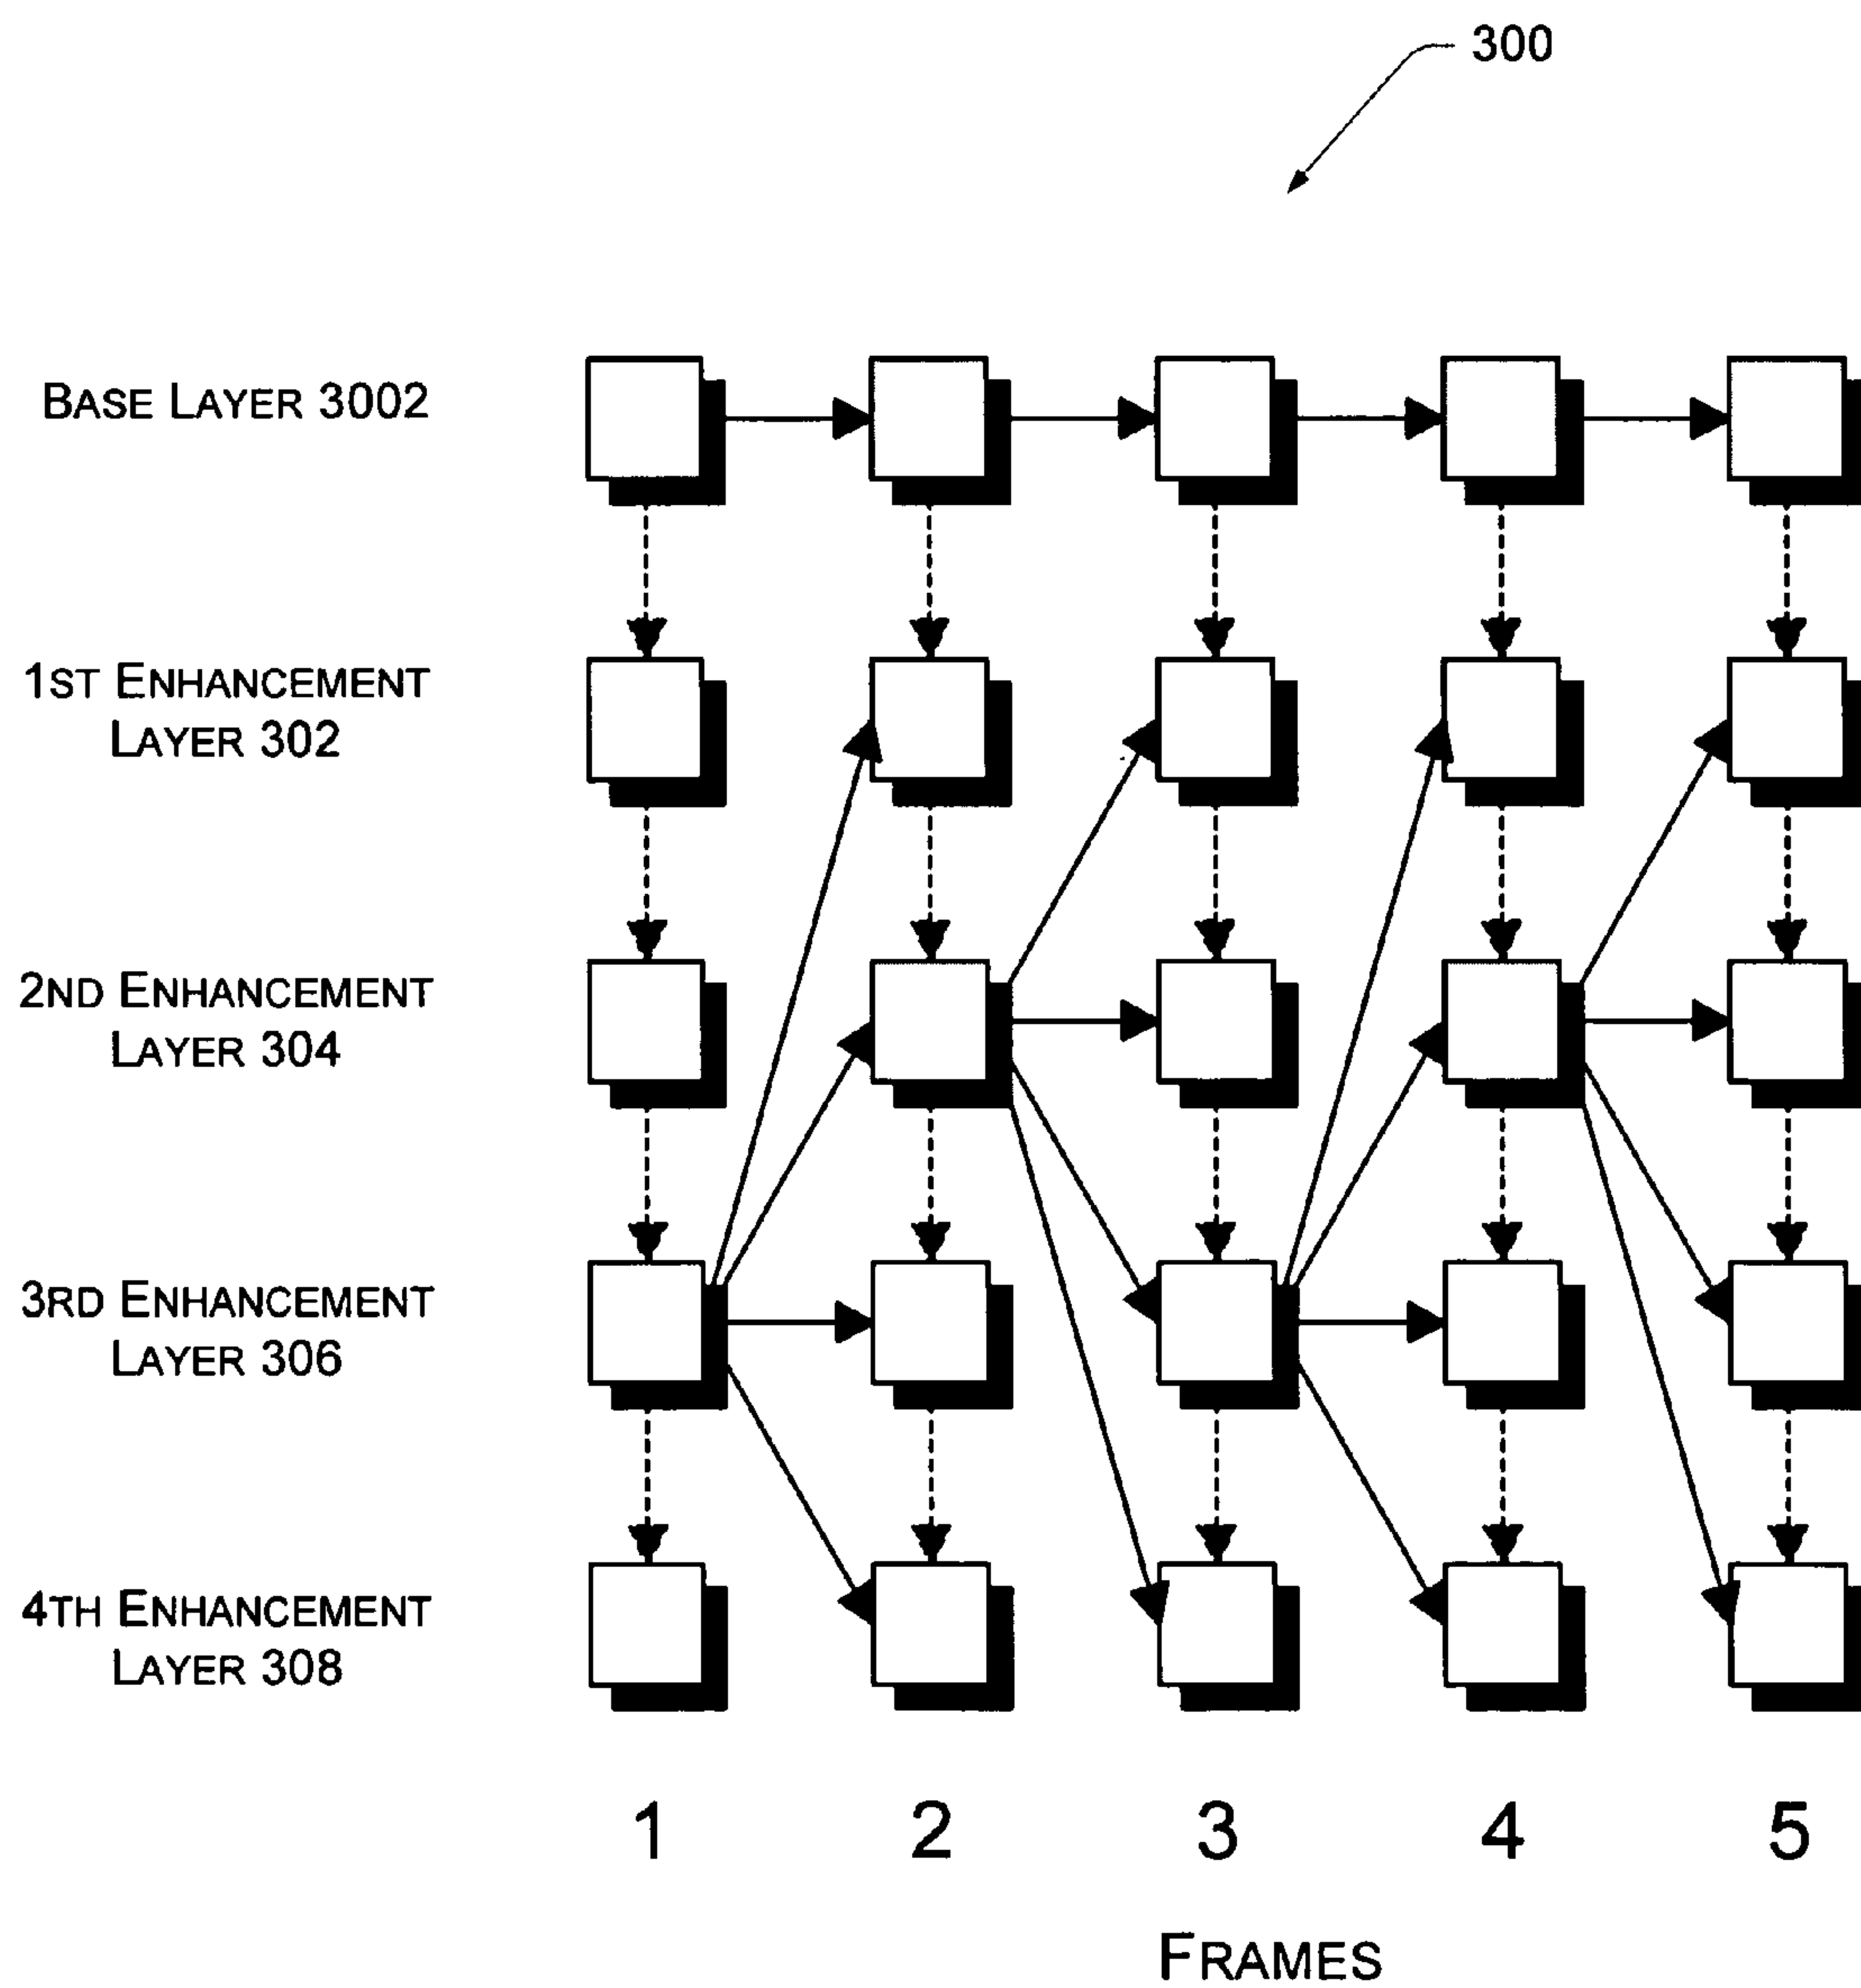 300
BASE LAYER 3002
1ST ENHANCEMENT
LAYER 302
2ND ENHANCEMENT
LAYER 304
3RD ENHANCEMENT
LAYER 306
4TH ENHANCEMENT
LAYER 308
1 2 3 4 5
FRAMES